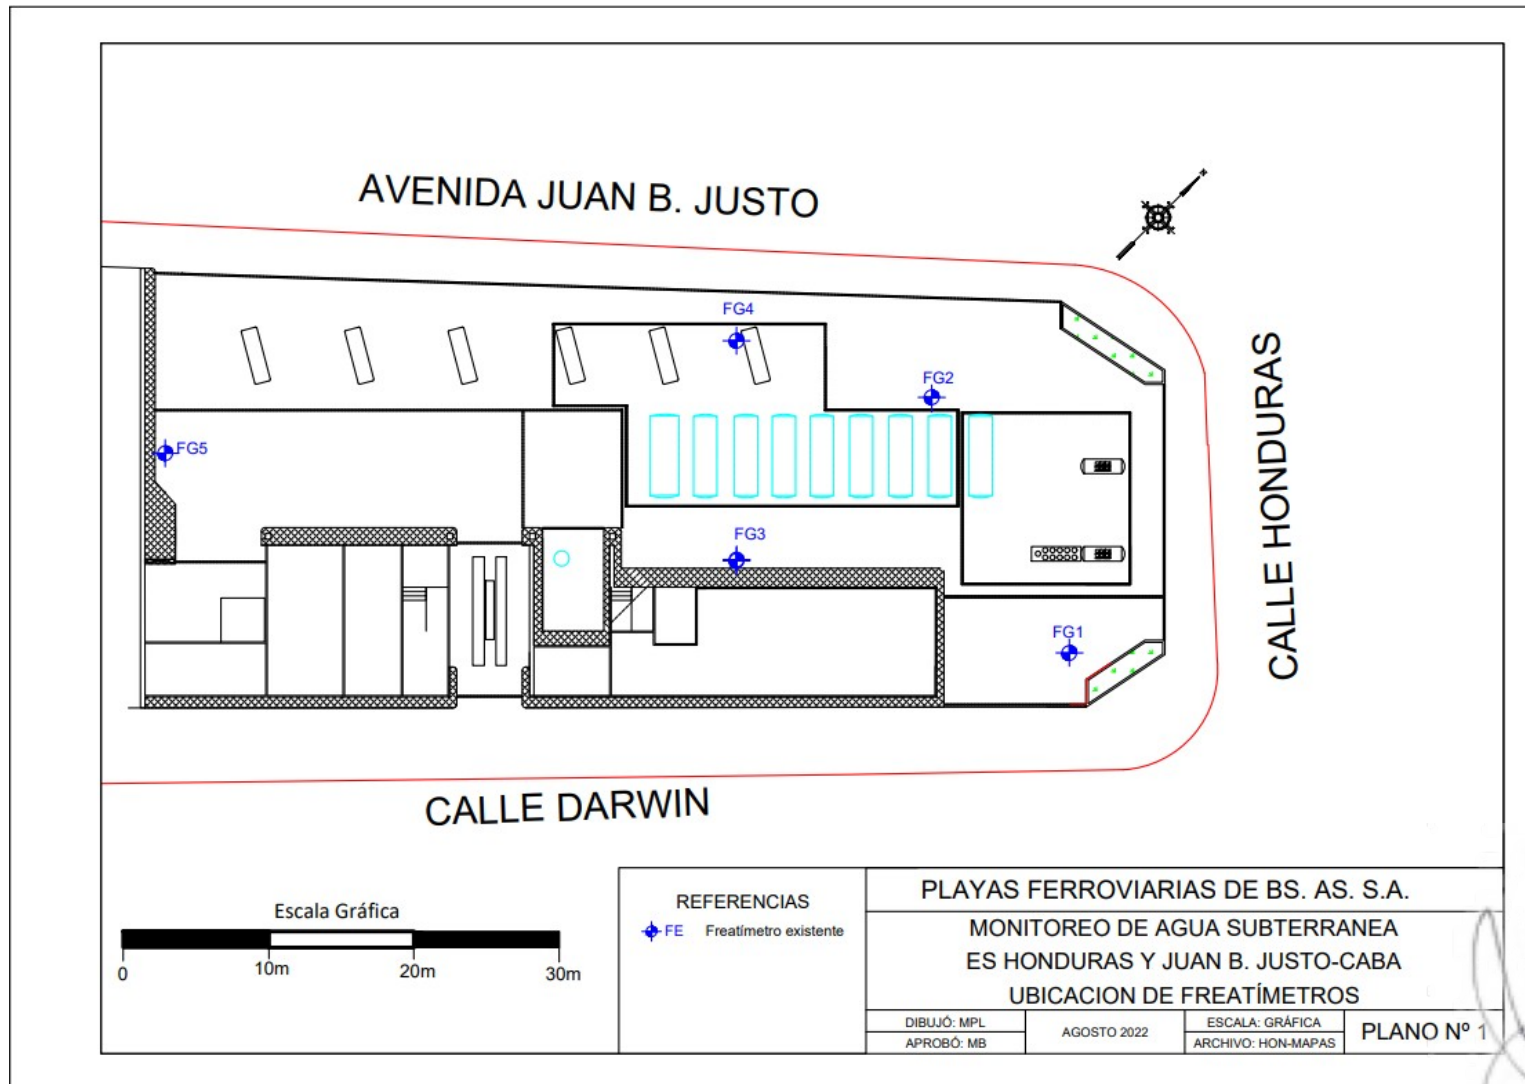 AVENIDA JUAN B. JUSTO
FG4
FG2
FG5
FG3
FG1
CALLE HONDURAS
CALLE DARWIN
Escala Gráfica
0
10m
20m
30m
REFERENCIAS
FE Freatímetro existente
PLAYAS FERROVIARIAS DE BS. AS. S.A.
MONITOREO DE AGUA SUBTERRANEA
ES HONDURAS Y JUAN B. JUSTO-CABA
UBICACION DE FREATÍMETROS
DIBUJÓ: MPL
APROBÓ: MB
AGOSTO 2022
ESCALA: GRÁFICA
ARCHIVO: HON-MAPAS
PLANO Nº 1